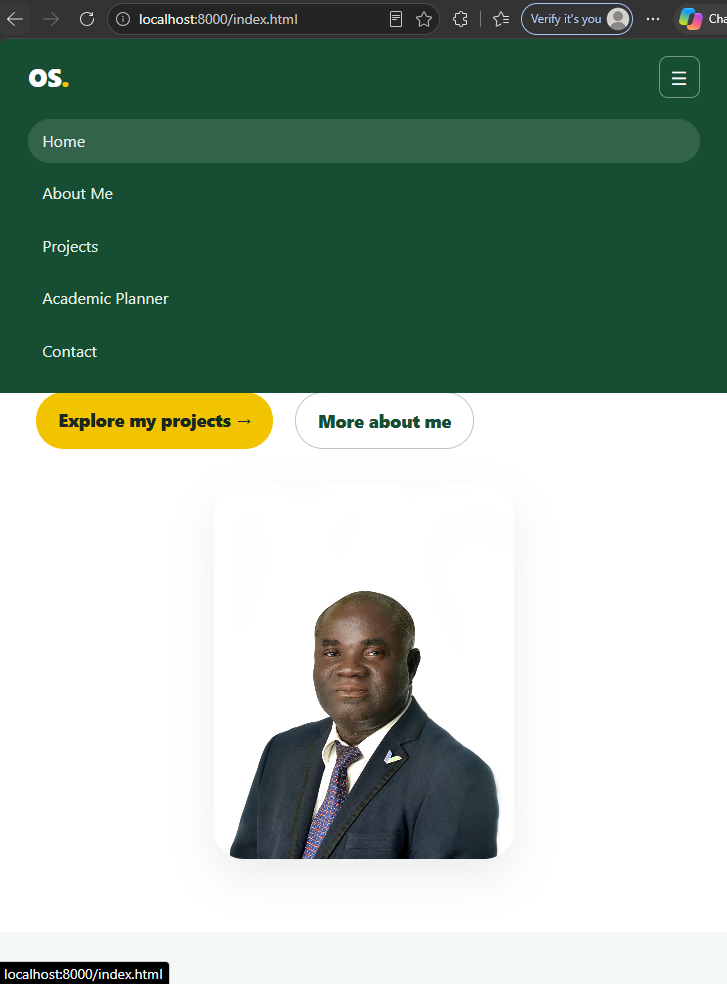 localhost:8000/index.html
Verify it's you
Cha
OS.
☰
Home
About Me
Projects
Academic Planner
Contact
Explore my projects →
More about me
localhost:8000/index.html